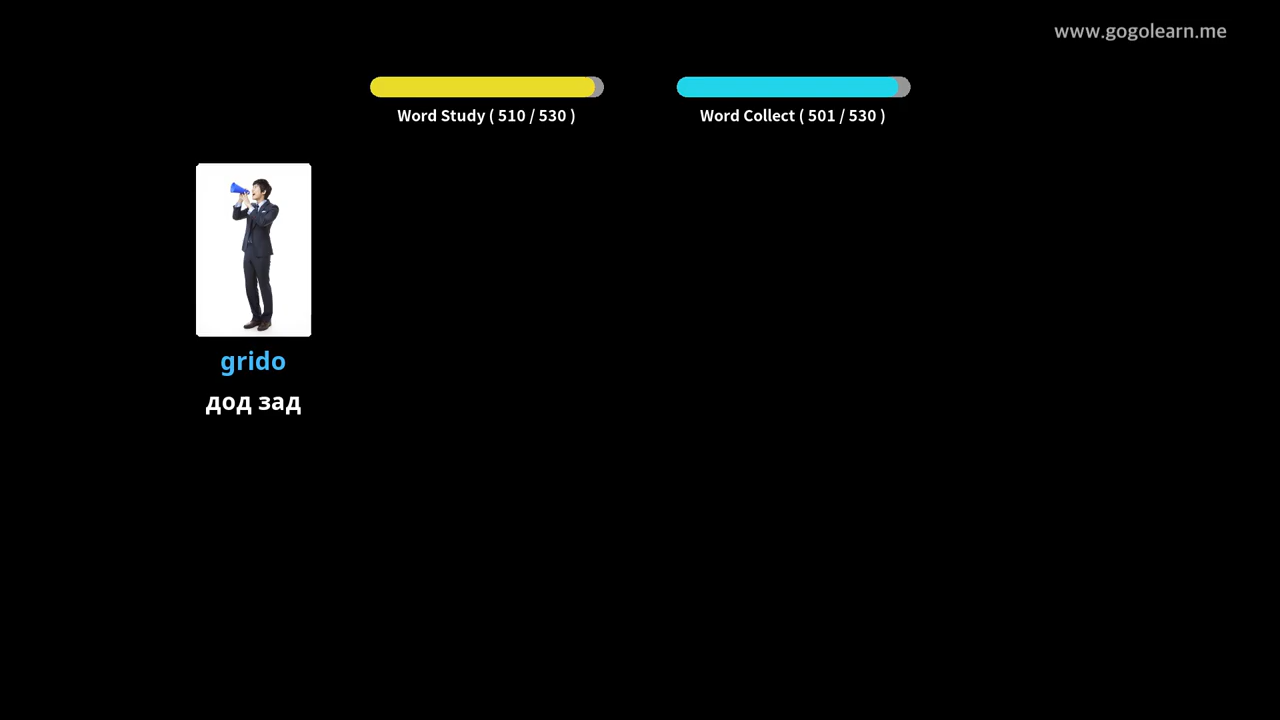 www.gogolearn.me
Word Study ( 510 / 530 )
Word Collect ( 501 / 530 )
grido
дод зад